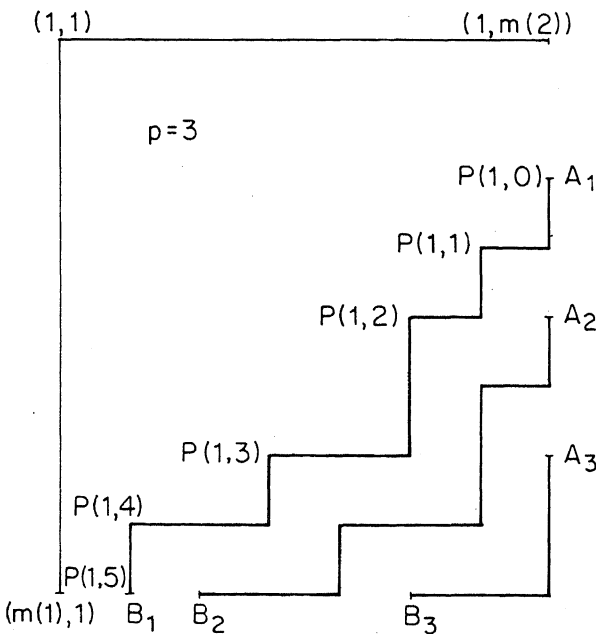 (1,1) (1,m(2))
p=3
P(1,0) A1
P(1,1)
P(1,2) A2
P(1,3) A3
P(1,4)
P(1,5)
(m(1),1) B1 B2 B3